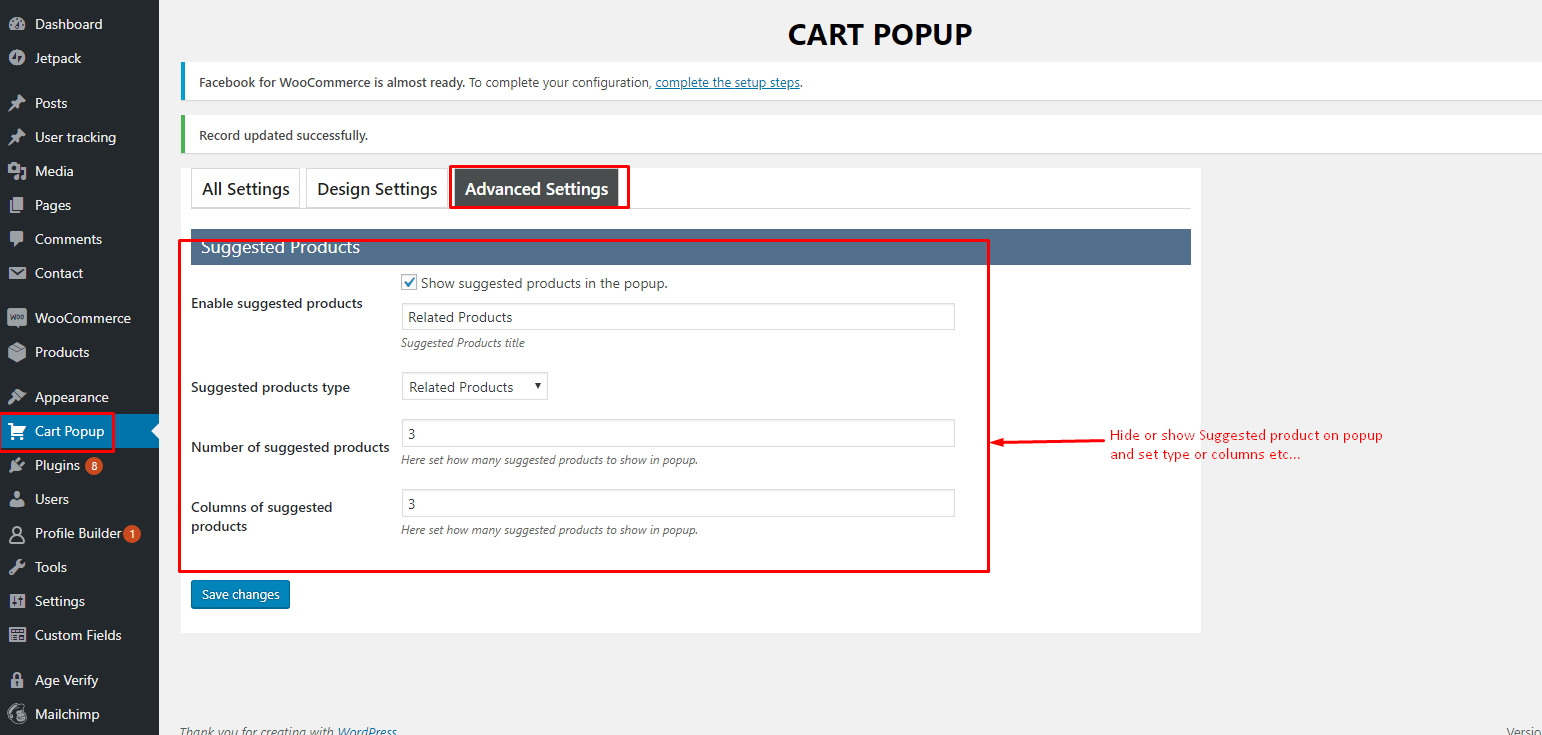 Dashboard
Jetpack
Posts
User tracking
Media
Pages
Comments
Contact
WooCommerce
Products
Appearance
Cart Popup
Plugins 8
Users
Profile Builder 1
Tools
Settings
Custom Fields
Age Verify
Mailchimp
CART POPUP
Facebook for WooCommerce is almost ready. To complete your configuration, complete the setup steps.
Record updated successfully.
All Settings Design Settings Advanced Settings
Suggested Products
Enable suggested products
Show suggested products in the popup.
Related Products
Suggested Products title
Suggested products type
Related Products
Number of suggested products
3
Here set how many suggested products to show in popup.
Columns of suggested
products
3
Here set how many suggested products to show in popup.
Hide or show Suggested product on popup
and set type or columns etc...
Save changes
Thank you for creating with WordPress